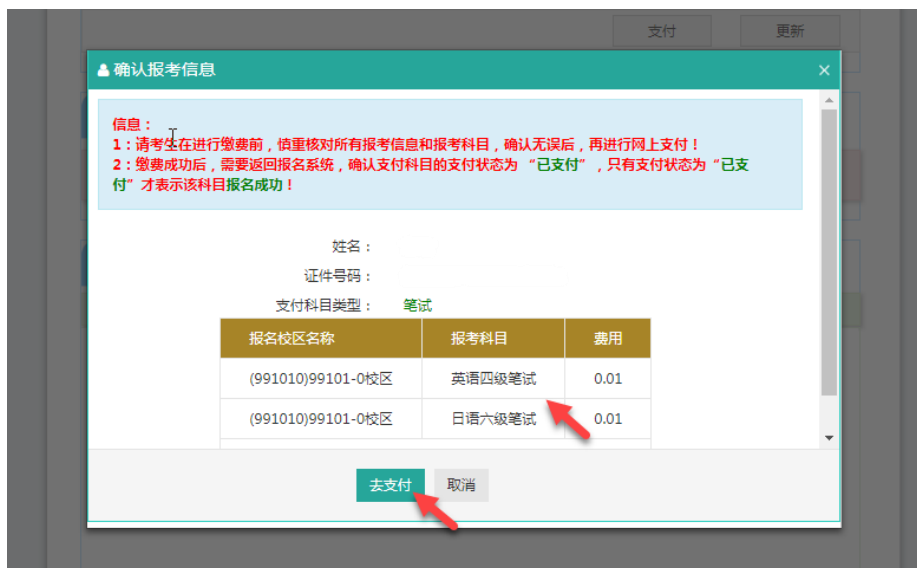 支付 更新
确认报考信息 ×
信息：
1：请考生在进行缴费前，慎重核对所有报考信息和报考科目，确认无误后，再进行网上支付！
2：缴费成功后，需要返回报名系统，确认支付科目的支付状态为 “已支付”，只有支付状态为“已支
付”才表示该科目报名成功！
姓名：
证件号码：
支付科目类型： 笔试
报名校区名称 报考科目 费用
(991010)99101-0校区 英语四级笔试 0.01
(991010)99101-0校区 日语六级笔试 0.01
去支付 取消